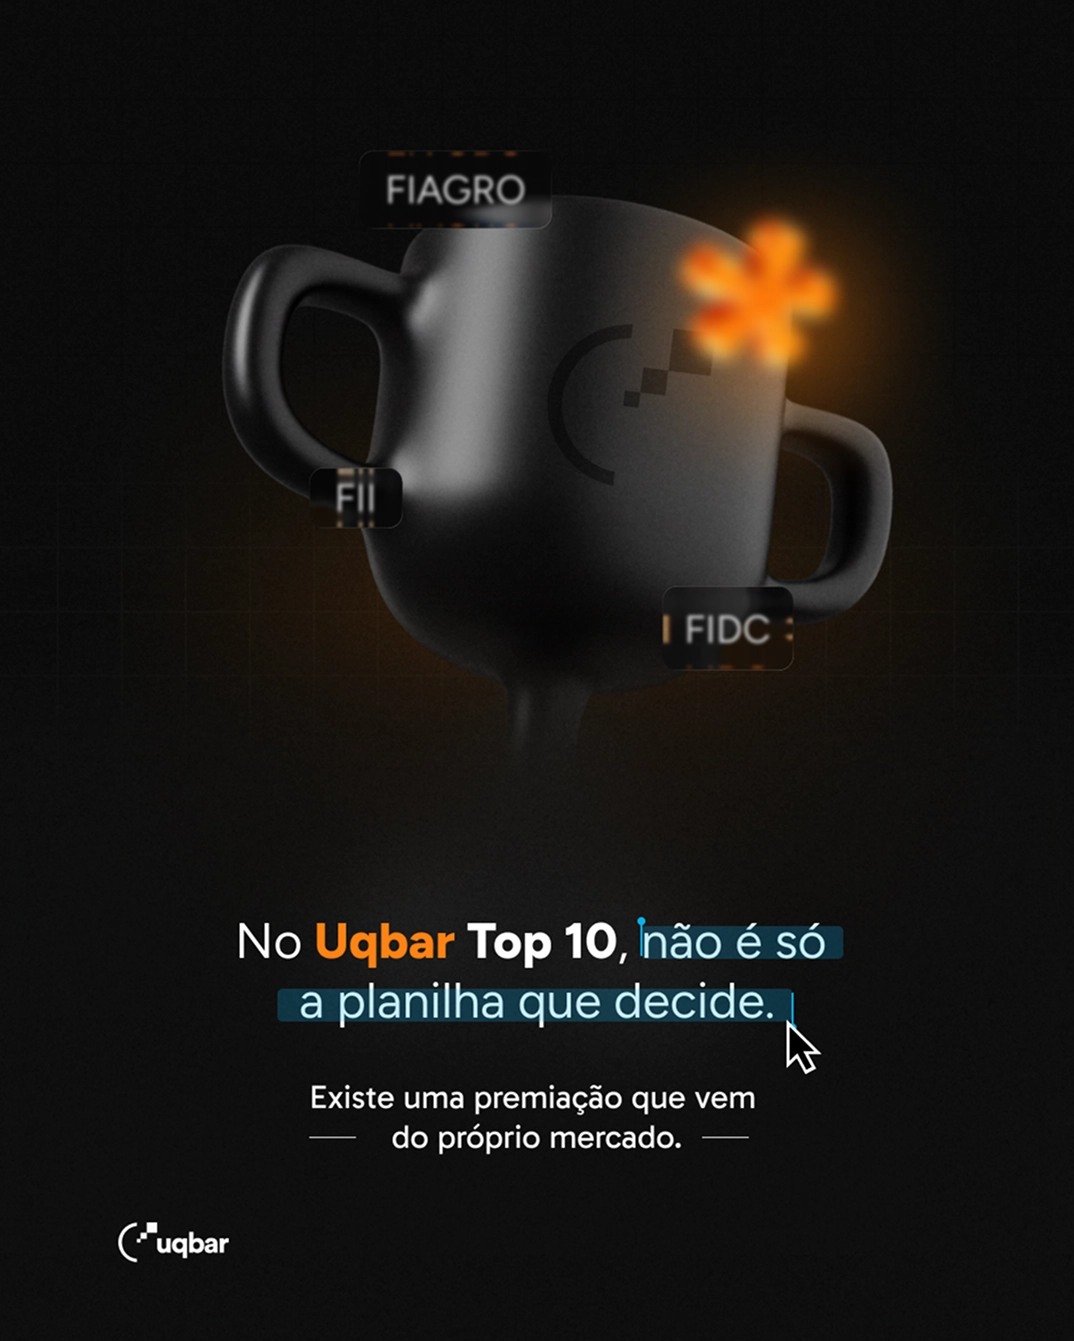 FIAGRO
FII
FIDC
No Uqbar Top 10, não é só
a planilha que decide.
Existe uma premiação que vem
do próprio mercado.
uqbar